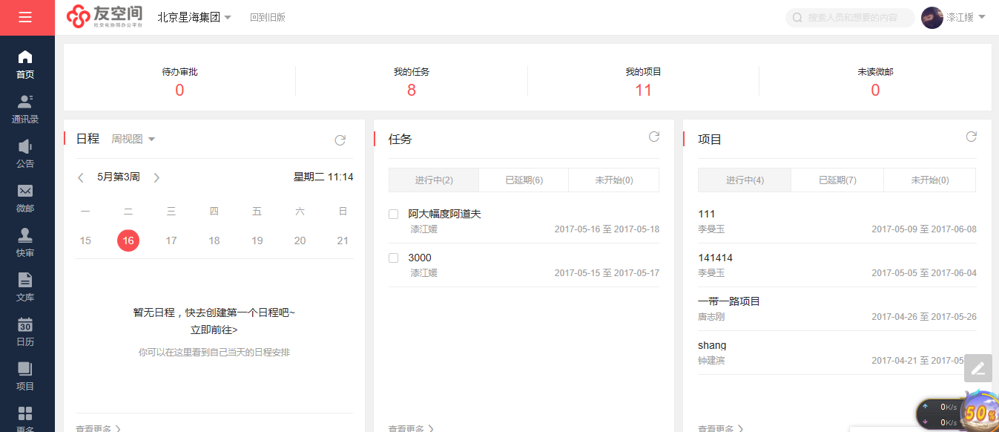 友空间
社交化协同办公平台
北京星海集团
回到旧版
搜索人员和想要的内容
漆江媛
首页
通讯录
公告
微邮
快审
文库
30
日历
项目
更多
待办审批
0
我的任务
8
我的项目
11
未读微邮
0
日程 周视图
5月第3周
星期二 11:14
一 二 三 四 五 六 日
15 16 17 18 19 20 21
暂无日程，快去创建第一个日程吧~
立即前往>
你可以在这里看到自己当天的日程安排
查看更多
任务
进行中(2) 已延期(6) 未开始(0)
阿大幅度阿道夫
漆江媛 2017-05-16 至 2017-05-18
3000
漆江媛 2017-05-15 至 2017-05-17
查看更多
项目
进行中(4) 已延期(7) 未开始(0)
111
李旻玉 2017-05-09 至 2017-06-08
141414
李旻玉 2017-05-05 至 2017-06-04
一带一路项目
唐志刚 2017-04-26 至 2017-05-26
shang
钟建滨 2017-04-21 至 2017-05
查看更多
0K/s
0K/s
50%